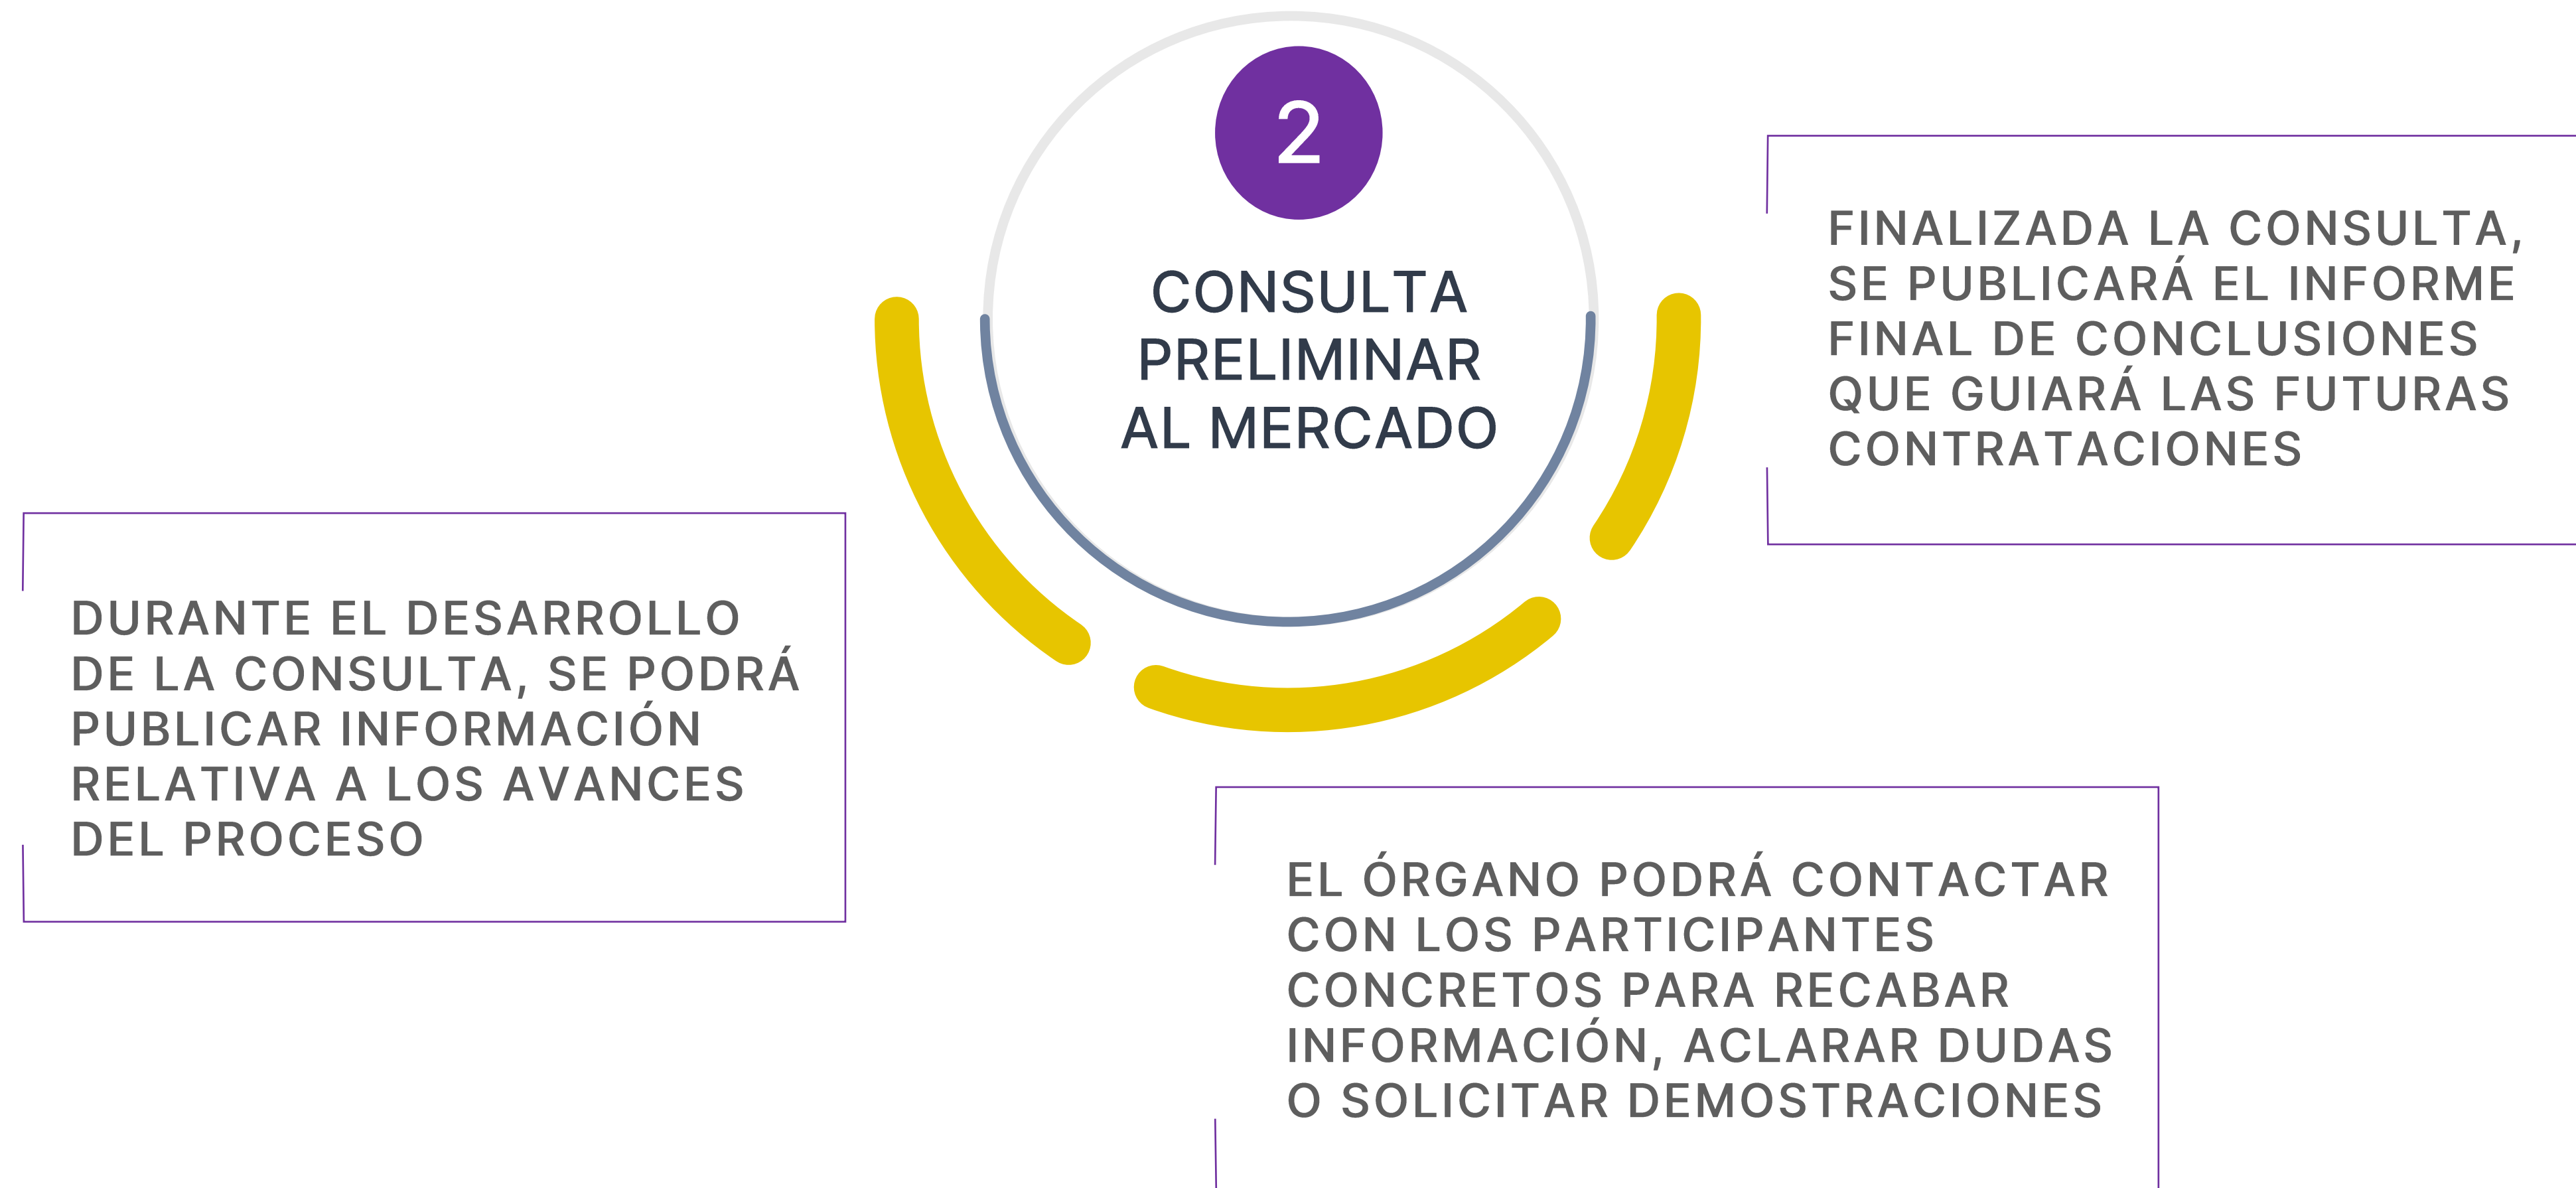 2
CONSULTA
PRELIMINAR
AL MERCADO
DURANTE EL DESARROLLO
DE LA CONSULTA, SE PODRÁ
PUBLICAR INFORMACIÓN
RELATIVA A LOS AVANCES
DEL PROCESO
EL ÓRGANO PODRÁ CONTACTAR
CON LOS PARTICIPANTES
CONCRETOS PARA RECABAR
INFORMACIÓN, ACLARAR DUDAS
O SOLICITAR DEMOSTRACIONES
FINALIZADA LA CONSULTA,
SE PUBLICARÁ EL INFORME
FINAL DE CONCLUSIONES
QUE GUIARÁ LAS FUTURAS
CONTRATACIONES